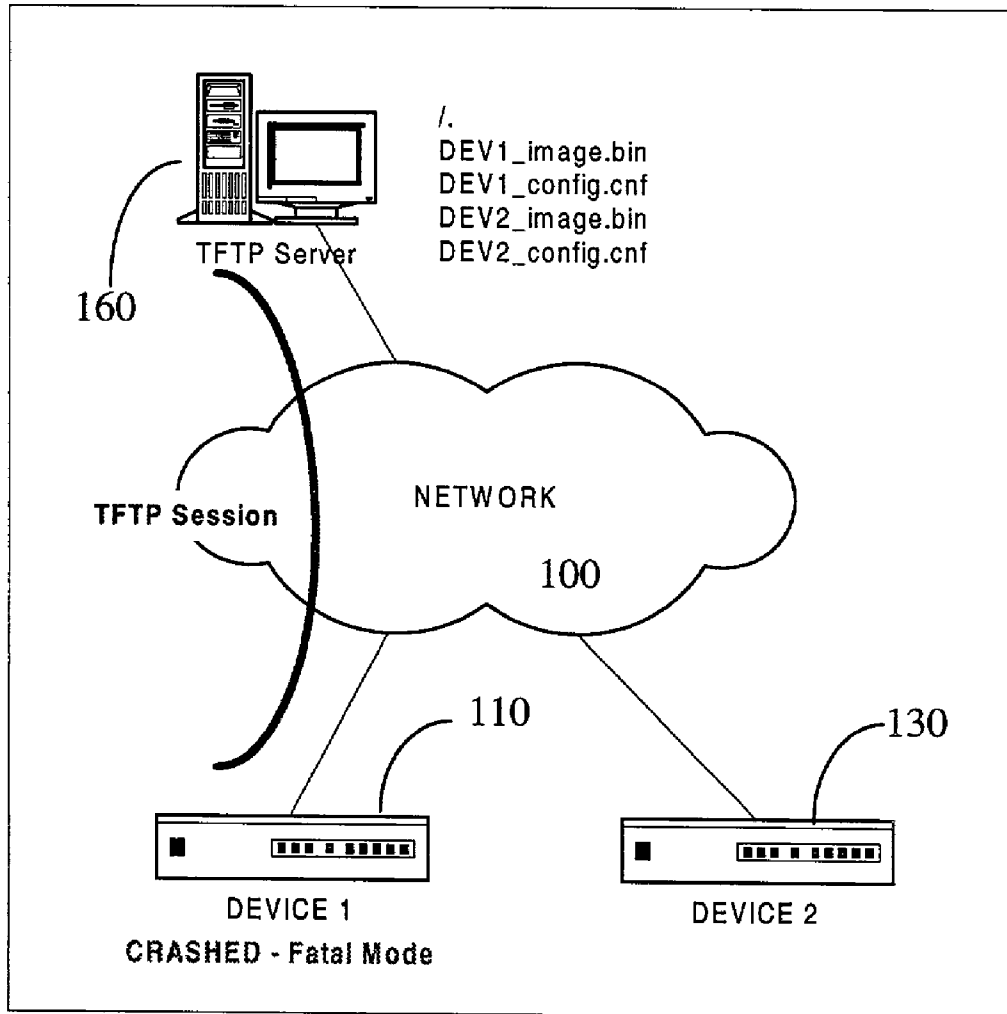 /.
DEV1_image.bin
DEV1_config.cnf
DEV2_image.bin
DEV2_config.cnf
TFTP Server
160
TFTP Session
NETWORK
100
110
130
DEVICE 1
CRASHED - Fatal Mode
DEVICE 2